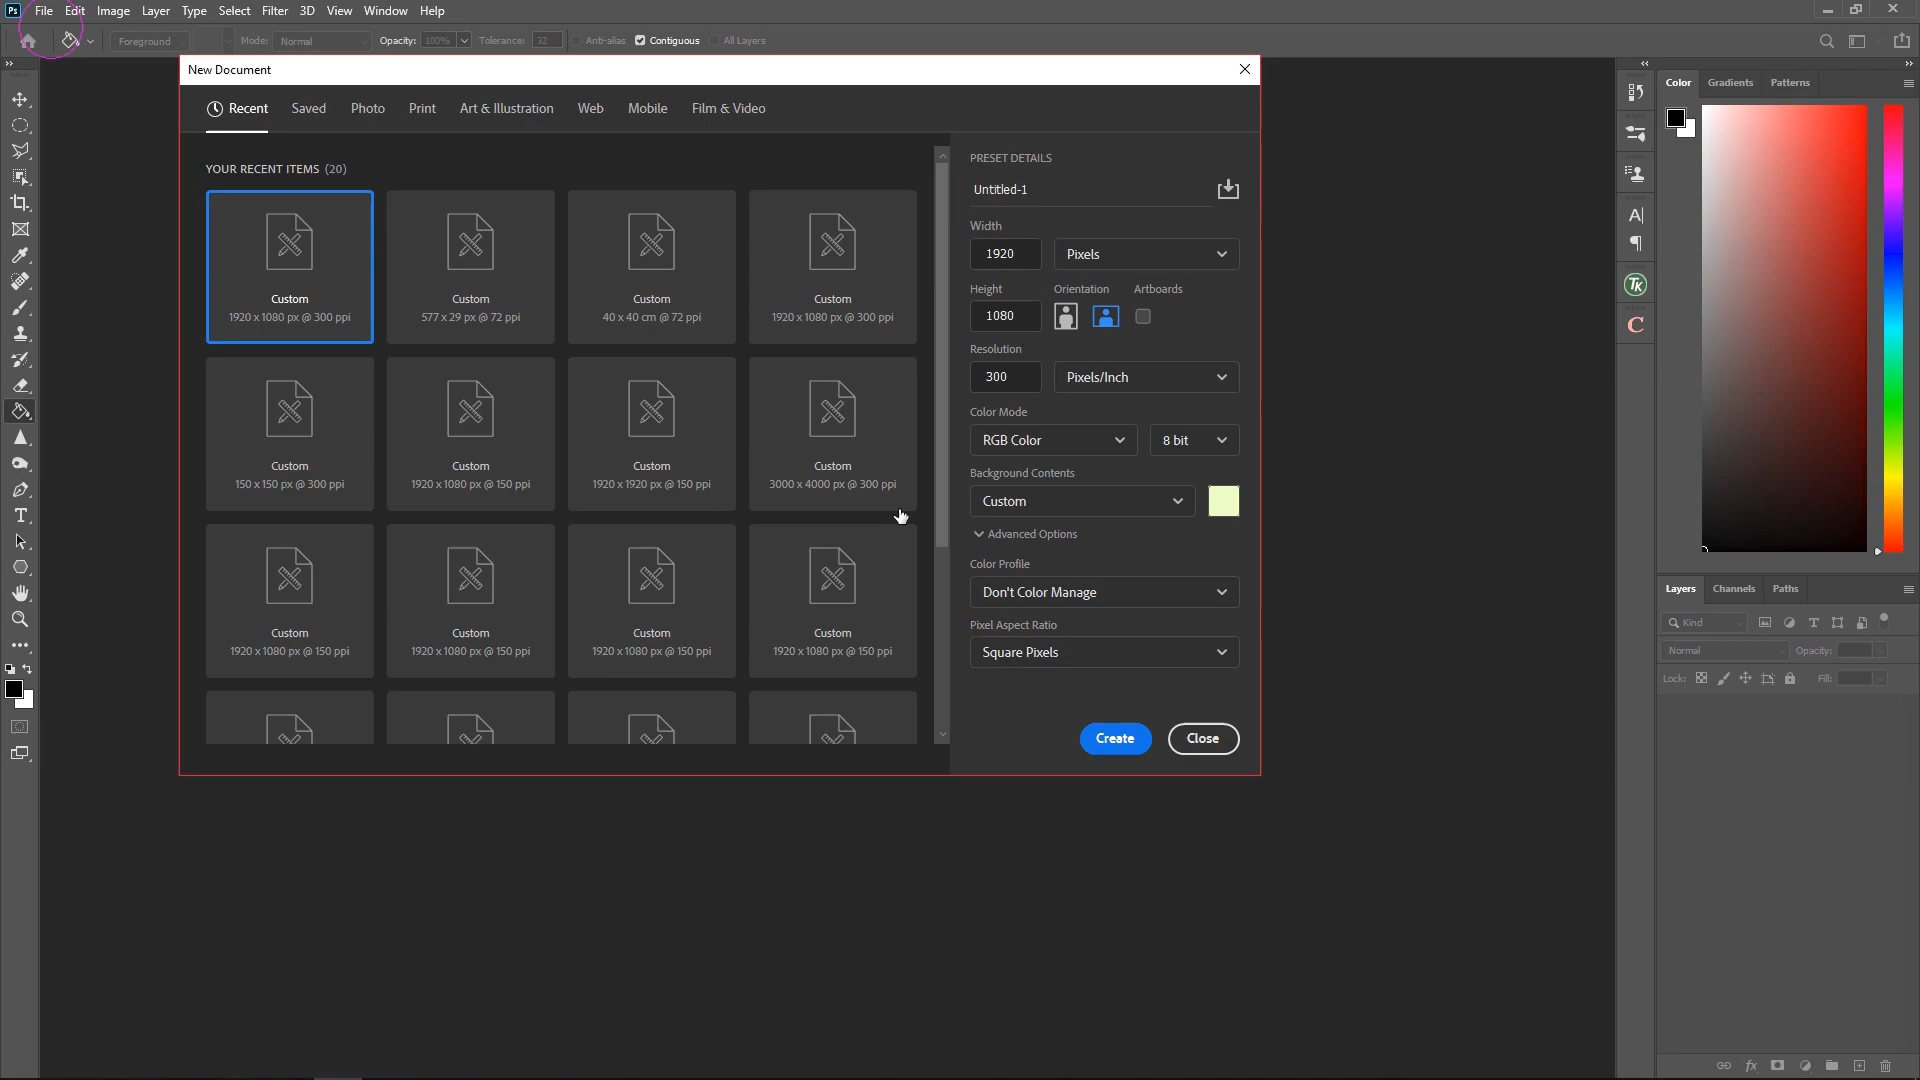 Ps File Edit Image Layer Type Select Filter 3D View Window Help
Foreground Mode: Normal Opacity: 100% Tolerance: 32 Anti-alias Contiguous All Layers
New Document
Recent Saved Photo Print Art & Illustration Web Mobile Film & Video
YOUR RECENT ITEMS (20)
Custom Custom Custom Custom
1920 x 1080 px @ 300 ppi 577 x 29 px @ 72 ppi 40 x 40 cm @ 72 ppi 1920 x 1080 px @ 300 ppi
Custom Custom Custom Custom
150 x 150 px @ 300 ppi 1920 x 1080 px @ 150 ppi 1920 x 1920 px @ 150 ppi 3000 x 4000 px @ 300 ppi
Custom Custom Custom Custom
1920 x 1080 px @ 150 ppi 1920 x 1080 px @ 150 ppi 1920 x 1080 px @ 150 ppi 1920 x 1080 px @ 150 ppi
PRESET DETAILS
Untitled-1
Width
1920 Pixels
Height Orientation Artboards
1080
Resolution
300 Pixels/Inch
Color Mode
RGB Color 8 bit
Background Contents
Custom
Advanced Options
Color Profile
Don't Color Manage
Pixel Aspect Ratio
Square Pixels
Create Close
A
TK
C
Color Gradients Patterns
Layers Channels Paths
Kind
Normal Opacity:
Lock: Fill:
fx